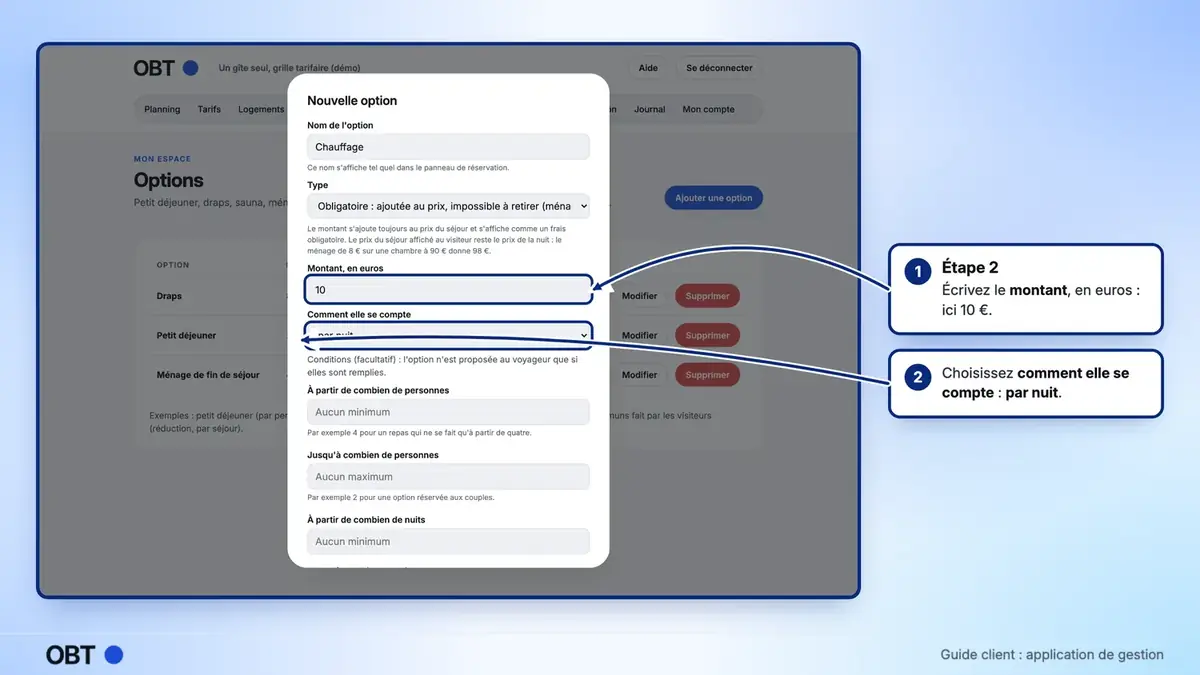 OBT
Un gîte seul, grille tarifaire (démo)
Aide
Se déconnecter
Planning
Tarifs
Logements
Journal
Mon compte
MON ESPACE
Options
Petit déjeuner, draps, sauna,
Ajouter une option
OPTION
Draps
Modifier
Supprimer
Petit déjeuner
Modifier
Supprimer
Ménage de fin de séjour
Modifier
Supprimer
Exemples : petit déjeuner (par
fait par les visiteurs
(réduction, par séjour).
Nouvelle option
Nom de l'option
Chauffage
Ce nom s'affiche tel quel dans le panneau de réservation.
Type
Obligatoire : ajoutée au prix, impossible à retirer (ména
Le montant s'ajoute toujours au prix du séjour et s'affiche comme un frais
obligatoire. Le prix du séjour affiché au visiteur reste le prix de la nuit : le
ménage de 8 € sur une chambre à 90 € donne 98 €.
Montant, en euros
10
Comment elle se compte
par nuit
Conditions (facultatif) : l'option n'est proposée au voyageur que si
elles sont remplies.
À partir de combien de personnes
Aucun minimum
Par exemple 4 pour un repas qui ne se fait qu'à partir de quatre.
Jusqu'à combien de personnes
Aucun maximum
Par exemple 2 pour une option réservée aux couples.
À partir de combien de nuits
Aucun minimum
1
Étape 2
Écrivez le montant, en euros :
ici 10 €.
2
Choisissez comment elle se
compte : par nuit.
OBT
Guide client : application de gestion